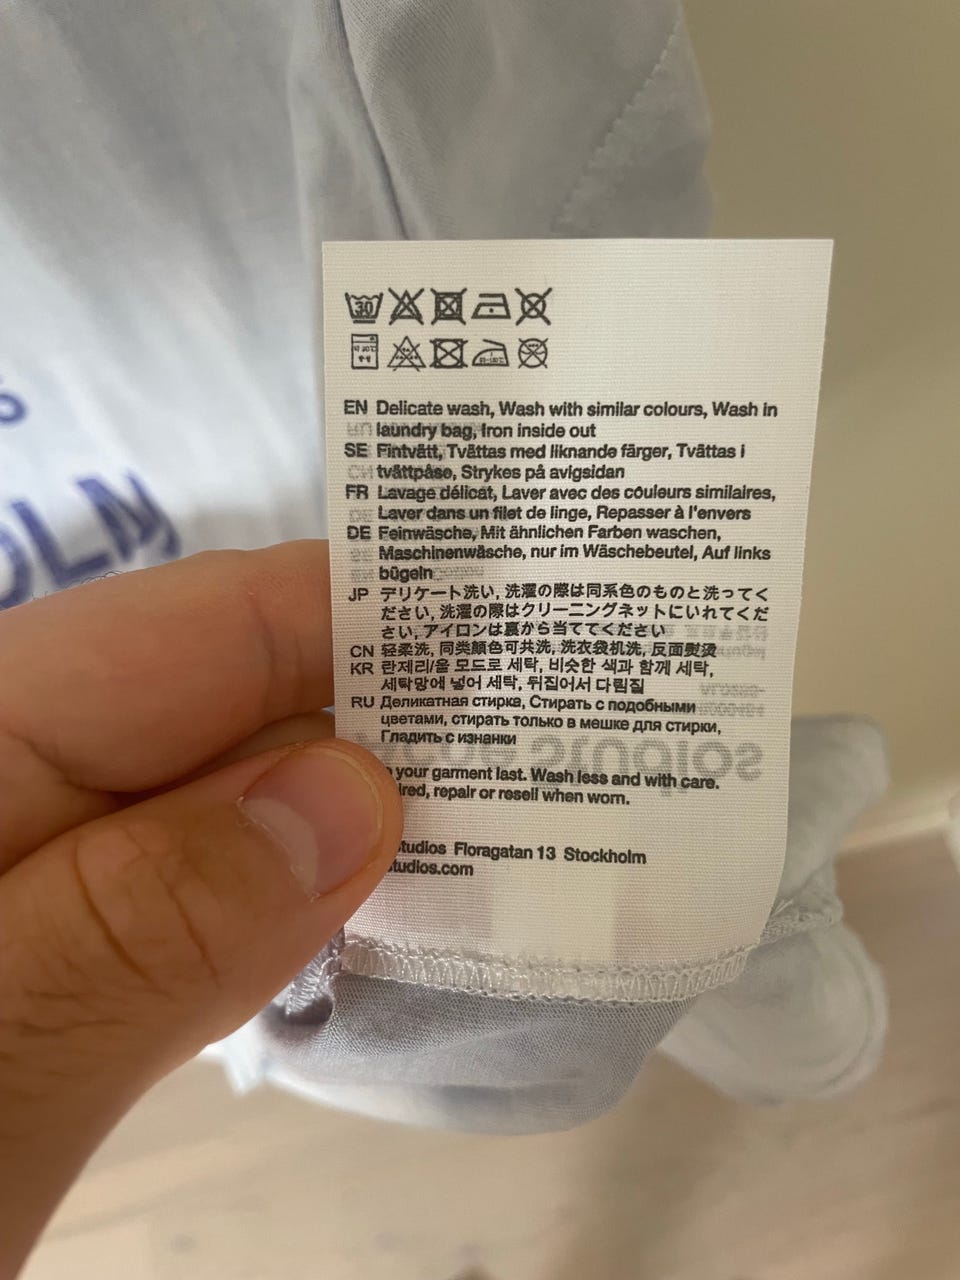 30
EN Delicate wash, Wash with similar colours, Wash in
laundry bag, Iron inside out
SE Fintvätt, Tvättas med liknande färger, Tvättas i
tvättpåse, Strykes på avigsidan
FR Lavage délicat, Laver avec des couleurs similaires,
Laver dans un filet de linge, Repasser à l'envers
DE Feinwäsche, Mit ähnlichen Farben waschen,
Maschinenwäsche, nur im Wäschebeutel, Auf links
bügeln
JP デリケート洗い, 洗濯の際は同系色のものと洗ってく
ださい, 洗濯の際はクリーニングネットにいれてくだ
さい, アイロンは裏から当ててください
CN 轻柔洗, 同类颜色可共洗, 洗衣袋机洗, 反面熨烫
KR 란제리/울 모드로 세탁, 비슷한 색과 함께 세탁,
세탁망에 넣어 세탁, 뒤집어서 다림질
RU Деликатная стирка, Стирать с подобными
цветами, стирать только в мешке для стирки,
Гладить с изнанки
your garment last. Wash less and with care.
ired, repair or resell when worn.
studios Floragatan 13 Stockholm
studios.com
OLM